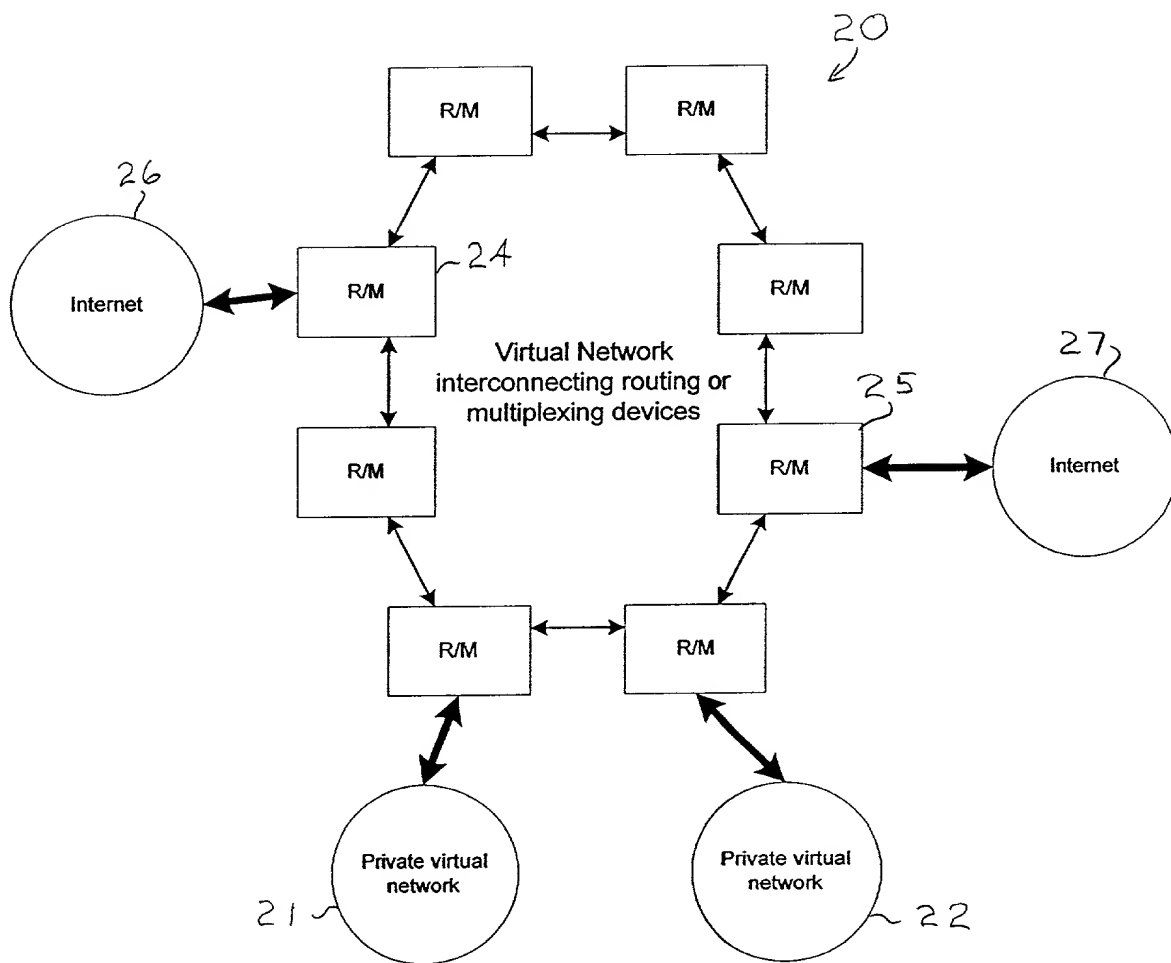 20
R/M
R/M
26
24
Internet
R/M
R/M
Virtual Network
interconnecting routing or
multiplexing devices
27
25
R/M
R/M
Internet
R/M
R/M
Private virtual
network
Private virtual
network
21
22